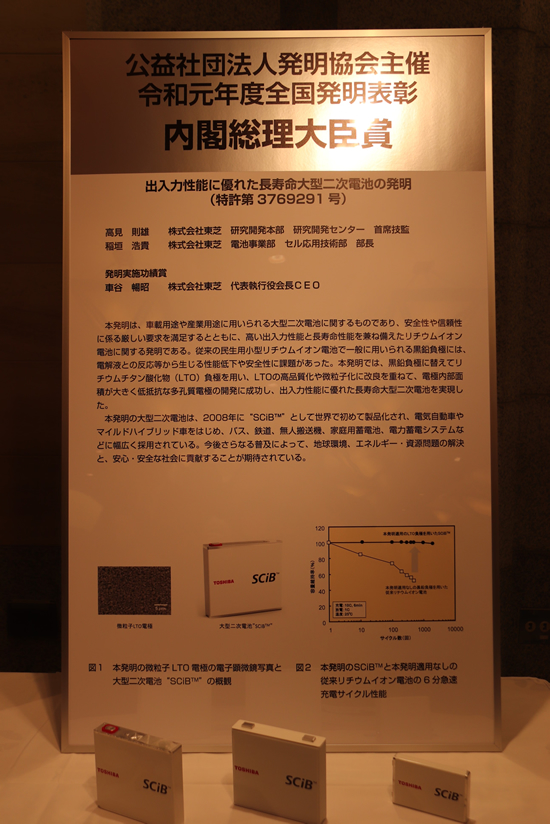 公益社団法人発明協会主催
令和元年度全国発明表彰
内閣総理大臣賞
出入力性能に優れた長寿命大型二次電池の発明
(特許第3769291号)
高見 則雄 株式会社東芝 研究開発本部 研究開発センター 首席技監
稲垣 浩貴 株式会社東芝 電池事業部 セル応用技術部 部長
発明実施功績賞
車谷 暢昭 株式会社東芝 代表執行役会長CEO
本発明は、車載用途や産業用途に用いられる大型二次電池に関するものであり、安全性や信頼性
に係る厳しい要求を満足するとともに、高い出入力性能と長寿命性能を兼ね備えたリチウムイオン
電池に関する発明である。従来の民生用小型リチウムイオン電池で一般に用いられる黒鉛負極には、
電解液との反応等から生じる性能低下や安全性に課題があった。本発明では、黒鉛負極に替えてリ
チウムチタン酸化物(LTO)負極を用い、LTOの高品質化や微粒子化に改良を重ねて、電極内部面
積が大きく低抵抗な多孔質電極の開発に成功し、出入力性能に優れた長寿命大型二次電池を実現し
た。
本発明の大型二次電池は、2008年に"SCiB™"として世界で初めて製品化され、電気自動車や
マイルドハイブリッド車をはじめ、バス、鉄道、無人搬送機、家庭用蓄電池、電力蓄電システムな
どに幅広く採用されている。今後さらなる普及によって、地球環境、エネルギー・資源問題の解決
と、安心・安全な社会に貢献することが期待されている。
TOSHIBA SCiB™
微粒子LTO電極
大型二次電池"SCiB™"
120
100
80
60
40
20
0
1 10 100 1000 10000
サイクル数(回)
図1 本発明の微粒子LTO電極の電子顕微鏡写真と
大型二次電池"SCiB™"の概観
図2 本発明のSCiB™と本発明適用なしの
従来リチウムイオン電池の6分急速
充電サイクル性能
TOSHIBA SCiB™
TOSHIBA SCiB™
TOSHIBA SCiB™